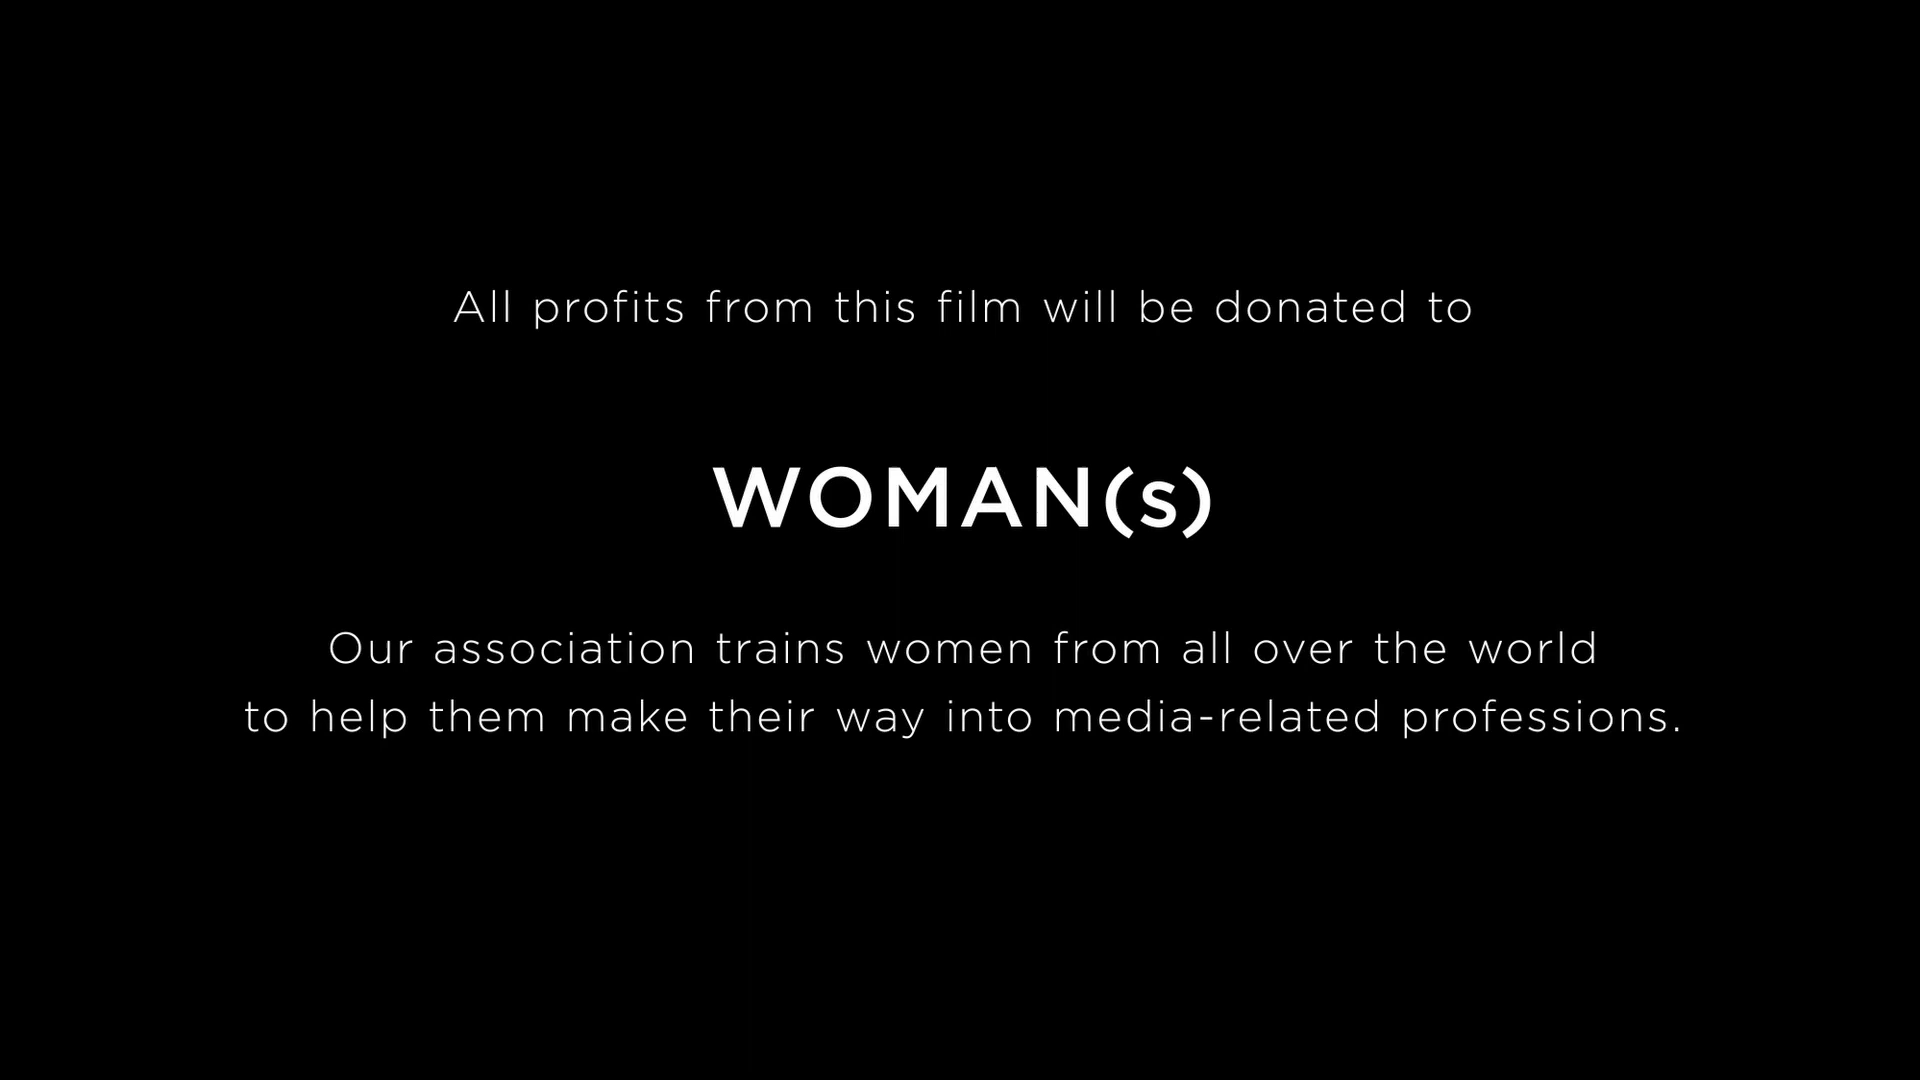 All profits from this film will be donated to
WOMAN(s)
Our association trains women from all over the world
to help them make their way into media-related professions.